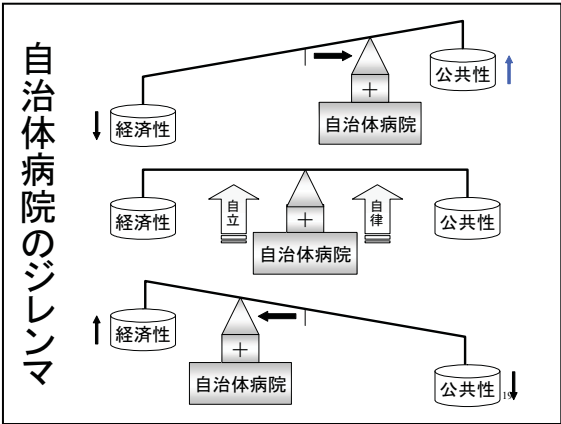 自治体病院のジレンマ
経済性
公共性
＋
自治体病院
経済性
自立
＋
自律
公共性
自治体病院
経済性
＋
自治体病院
公共性
19